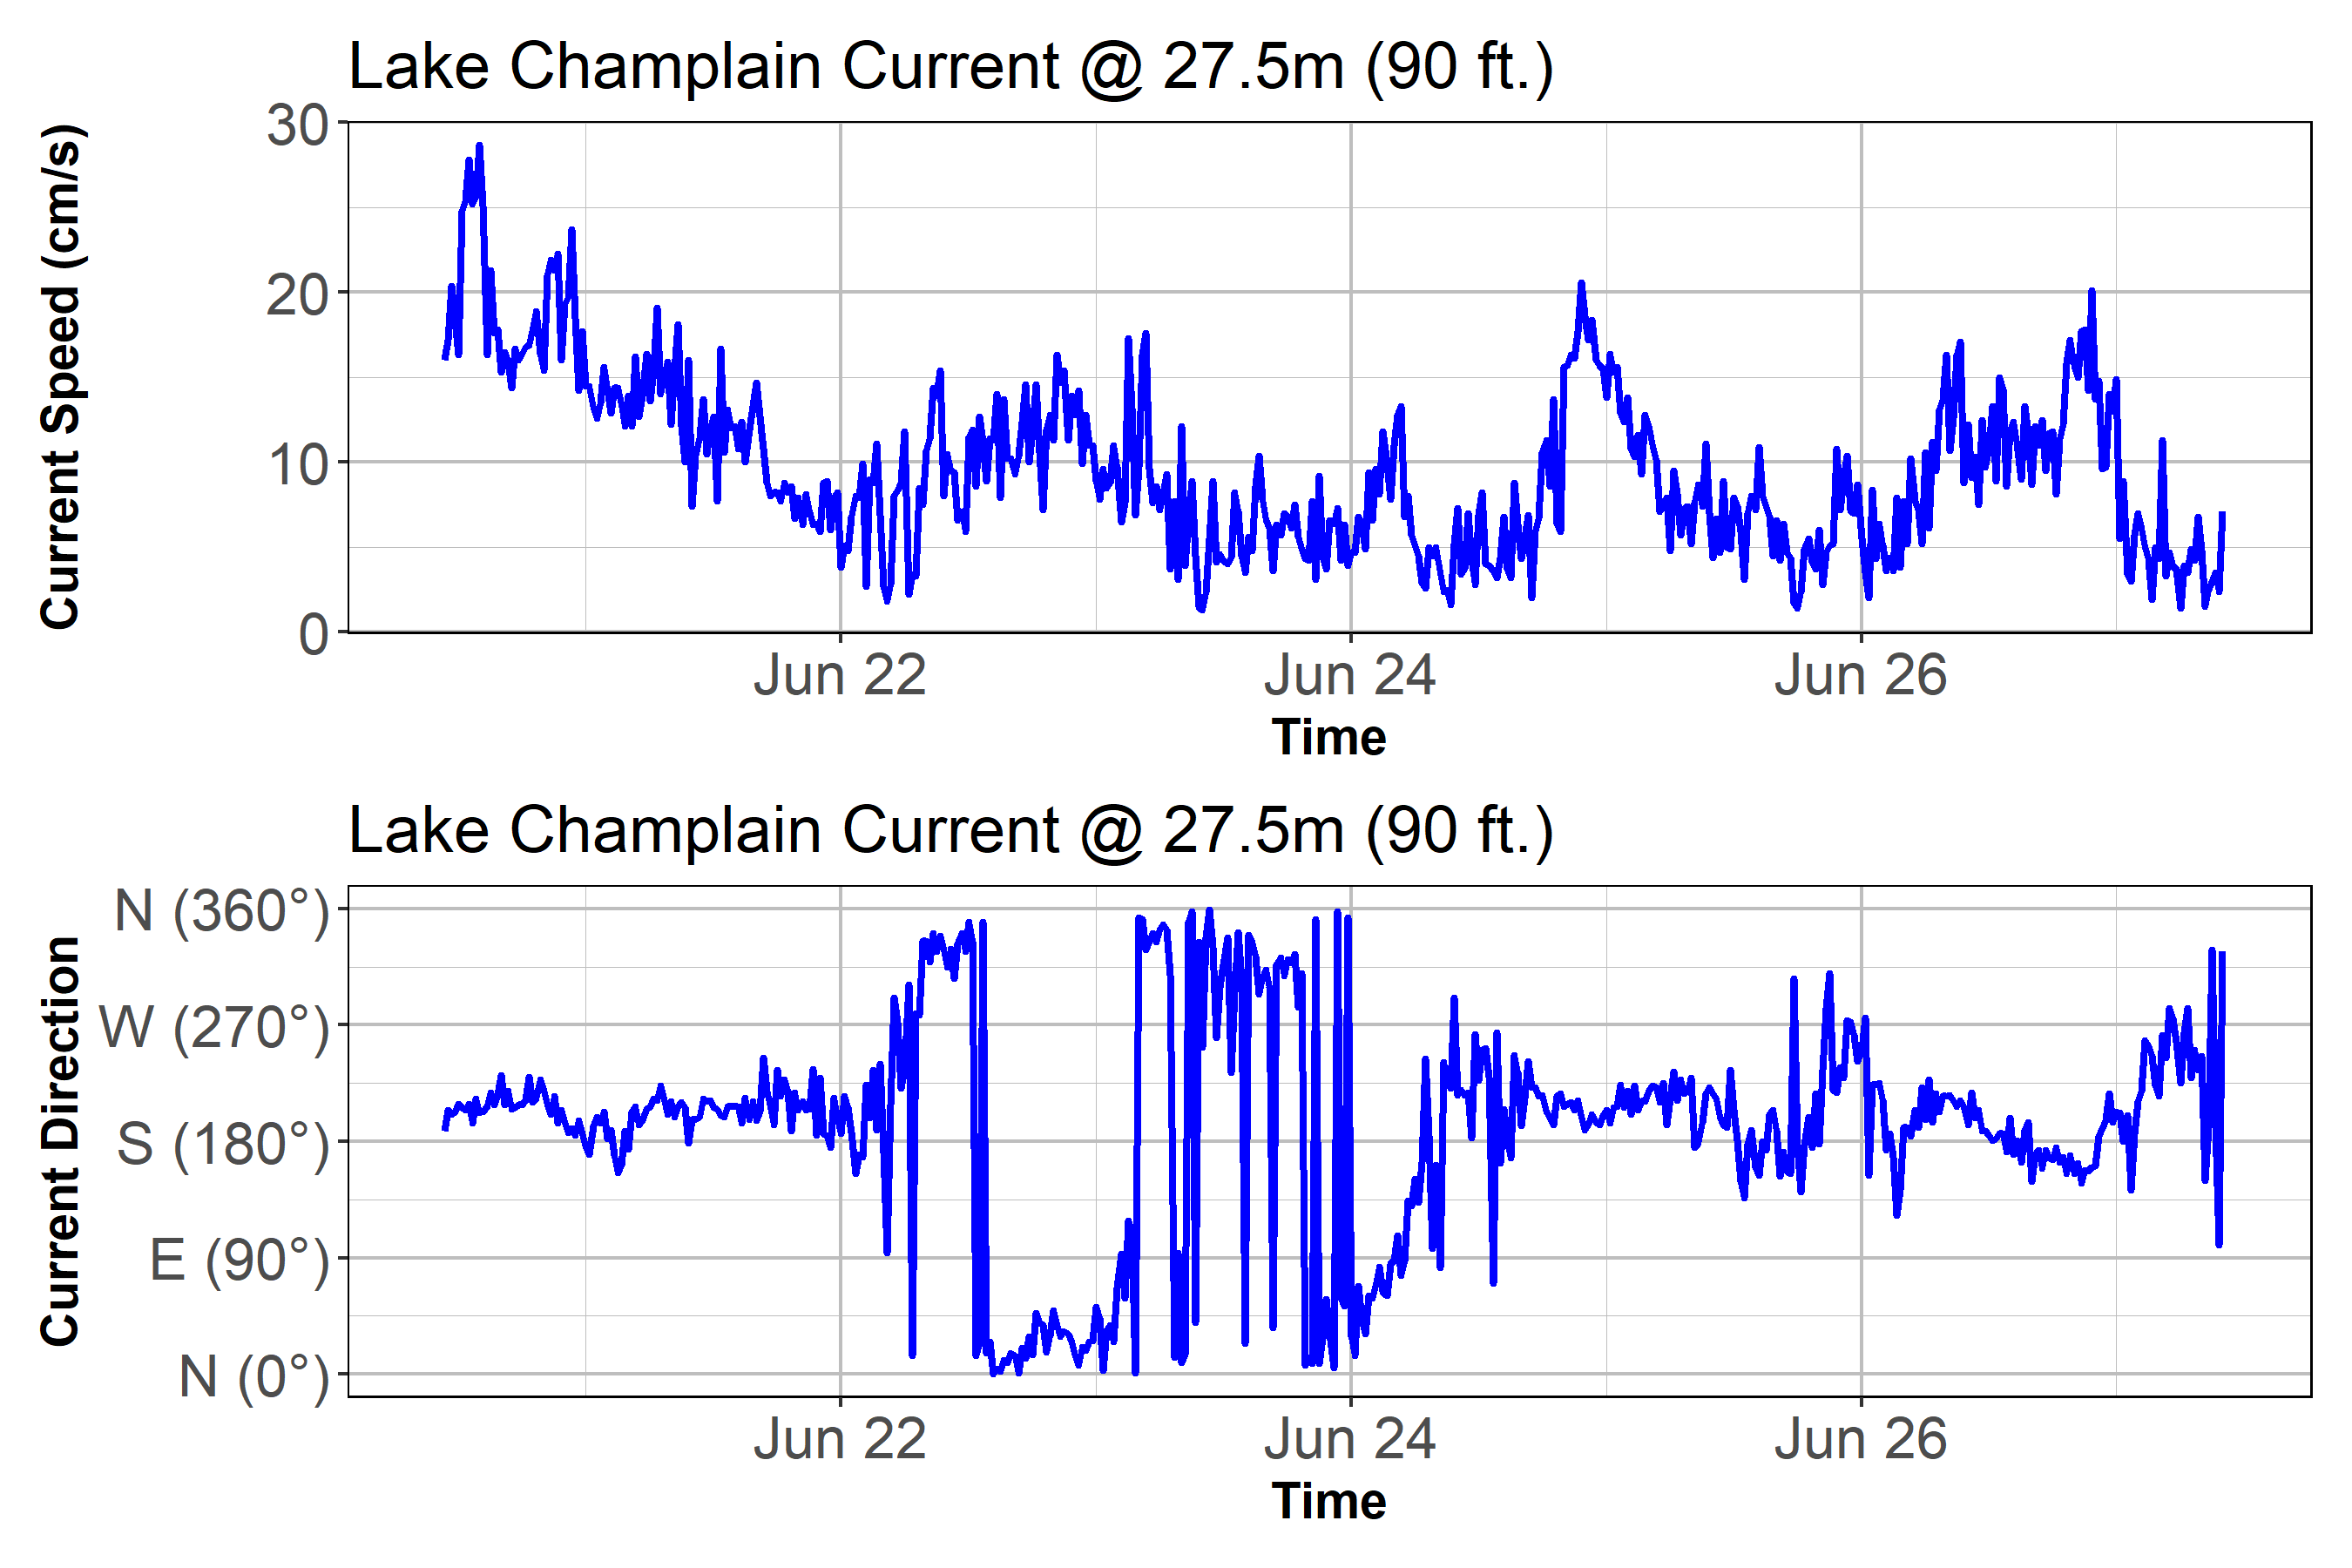 Lake Champlain Current @ 27.5m (90 ft.)
Current Speed (cm/s)
30
20
10
0
Jun 22 Jun 24 Jun 26
Time
Lake Champlain Current @ 27.5m (90 ft.)
Current Direction
N (360°)
W (270°)
S (180°)
E (90°)
N (0°)
Jun 22 Jun 24 Jun 26
Time